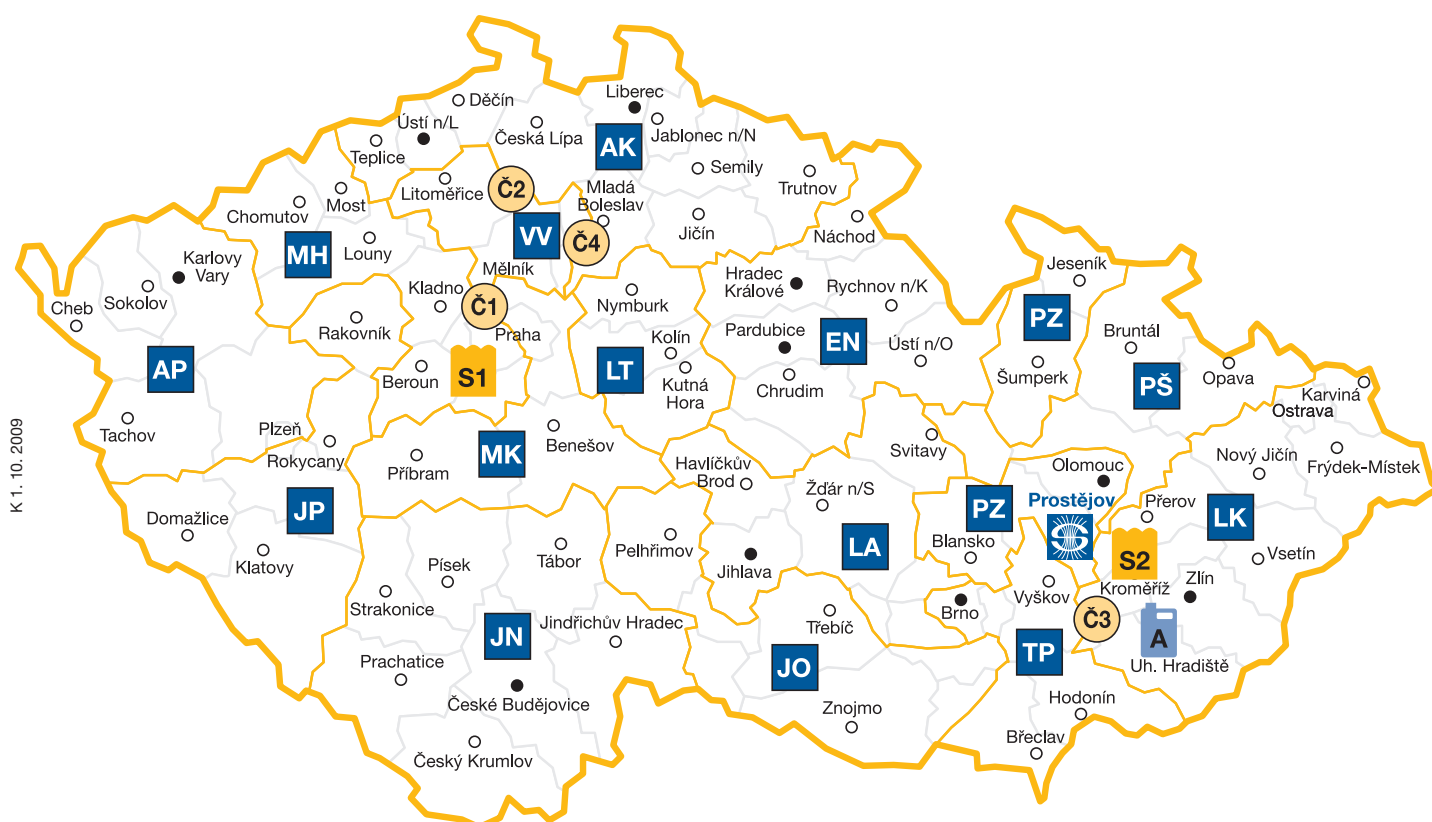 Děčín
Liberec
Ústí n/L
Česká Lípa
Jablonec n/N
AK
Teplice
Semily
Trutnov
Litoměřice
Č2
Mladá
Boleslav
Most
Chomutov
Náchod
VV
Č4
Jičín
MH
Louny
Karlovy
Vary
Mělník
Jeseník
Hradec
Králové
Rychnov n/K
Sokolov
Kladno
Č1
Nymburk
Cheb
Rakovník
Praha
PZ
Pardubice
Bruntál
EN
Kolín
Ústí n/O
AP
Beroun
S1
LT
Kutná
Hora
Šumperk
Opava
PŠ
Chrudim
Karviná
Ostrava
Tachov
Plzeň
Rokycany
Benešov
Svitavy
MK
Příbram
Havlíčkův
Brod
Nový Jičín
Frýdek-Místek
Olomouc
K 1. 10. 2009
Žďár n/S
Domažlice
JP
PZ
Prostějov
Přerov
LK
Klatovy
Písek
Tábor
Pelhřimov
Jihlava
LA
Blansko
S2
Vsetín
Strakonice
Vyškov
Kroměříž
Zlín
Brno
Č3
Jindřichův Hradec
JN
Třebíč
A
Prachatice
JO
TP
Uh. Hradiště
České Budějovice
Znojmo
Hodonín
Břeclav
Český Krumlov